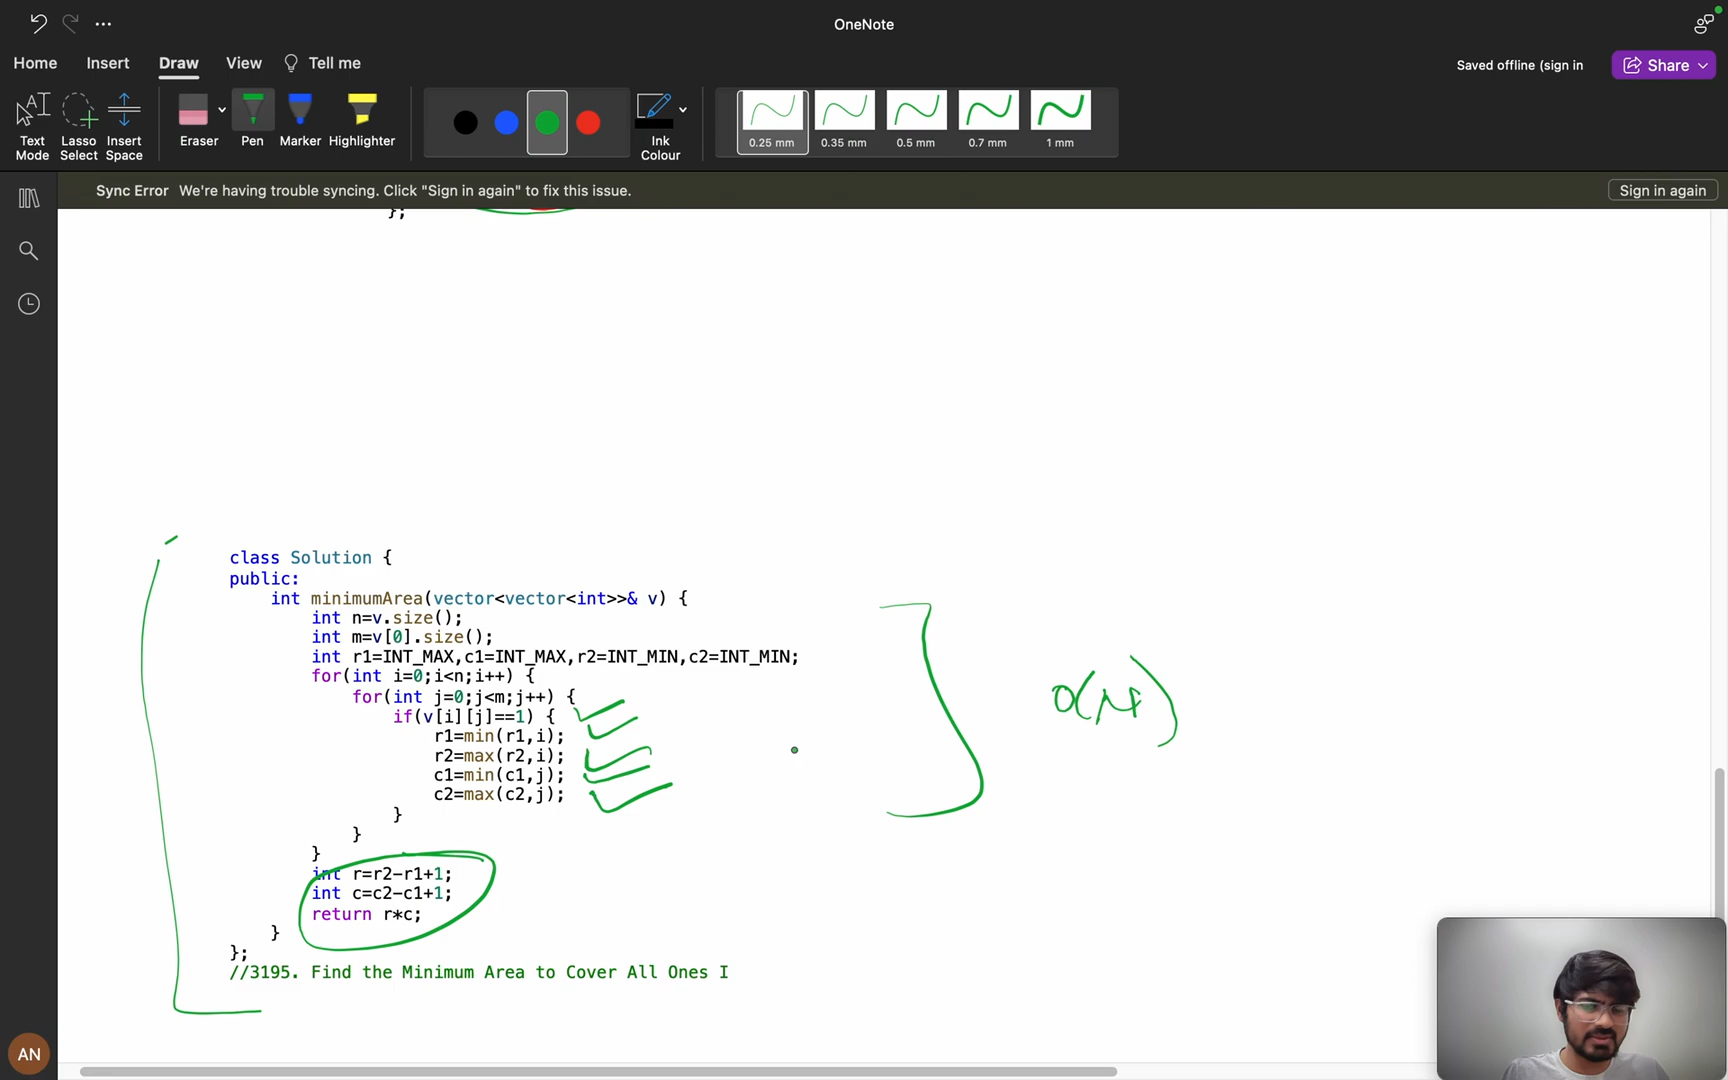 OneNote
Home Insert Draw View Tell me
Saved offline (sign in
Share
Text Mode
Lasso Select
Insert Space
Eraser
Pen
Marker
Highlighter
Ink Colour
0.25 mm
0.35 mm
0.5 mm
0.7 mm
1 mm
Sync Error We're having trouble syncing. Click "Sign in again" to fix this issue.
Sign in again
};
class Solution {
public:
int minimumArea(vector<vector<int>>& v) {
int n=v.size();
int m=v[0].size();
int r1=INT_MAX,c1=INT_MAX,r2=INT_MIN,c2=INT_MIN;
for(int i=0;i<n;i++) {
for(int j=0;j<m;j++) {
if(v[i][j]==1) {
r1=min(r1,i);
r2=max(r2,i);
c1=min(c1,j);
c2=max(c2,j);
}
}
}
int r=r2-r1+1;
int c=c2-c1+1;
return r*c;
}
};
//3195. Find the Minimum Area to Cover All Ones I
AN